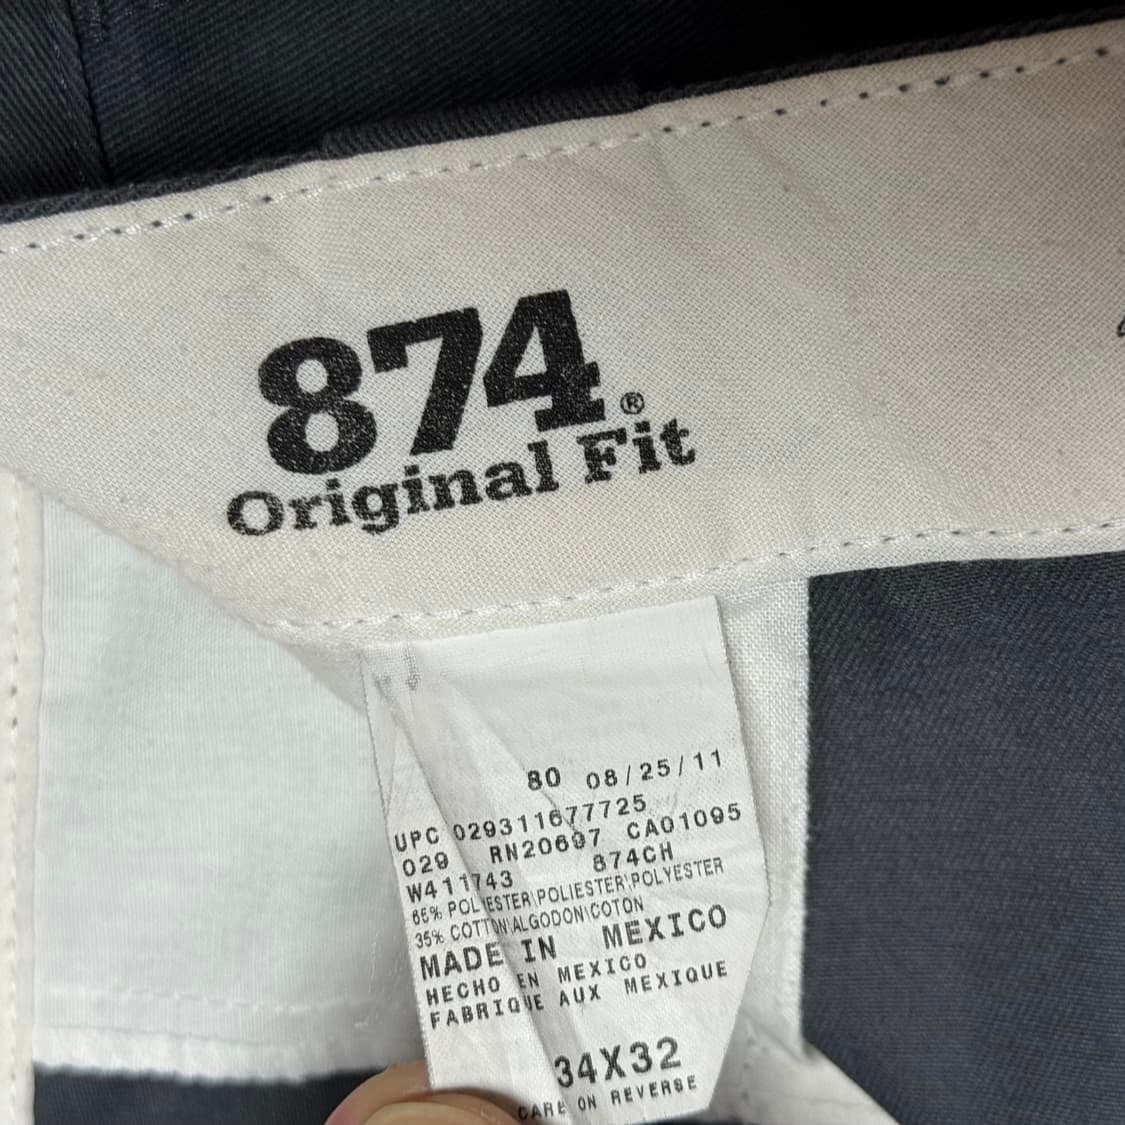 874®
Original Fit
80 08/25/11
UPC 029311677725
029 RN20697 CA01095
W411743 874CH
65% POLYESTER\POLIESTER\POLYESTER
35% COTTON\ALGODON\COTON
MADE IN MEXICO
HECHO EN MEXICO
FABRIQUE AUX MEXIQUE
34X32
CARE ON REVERSE